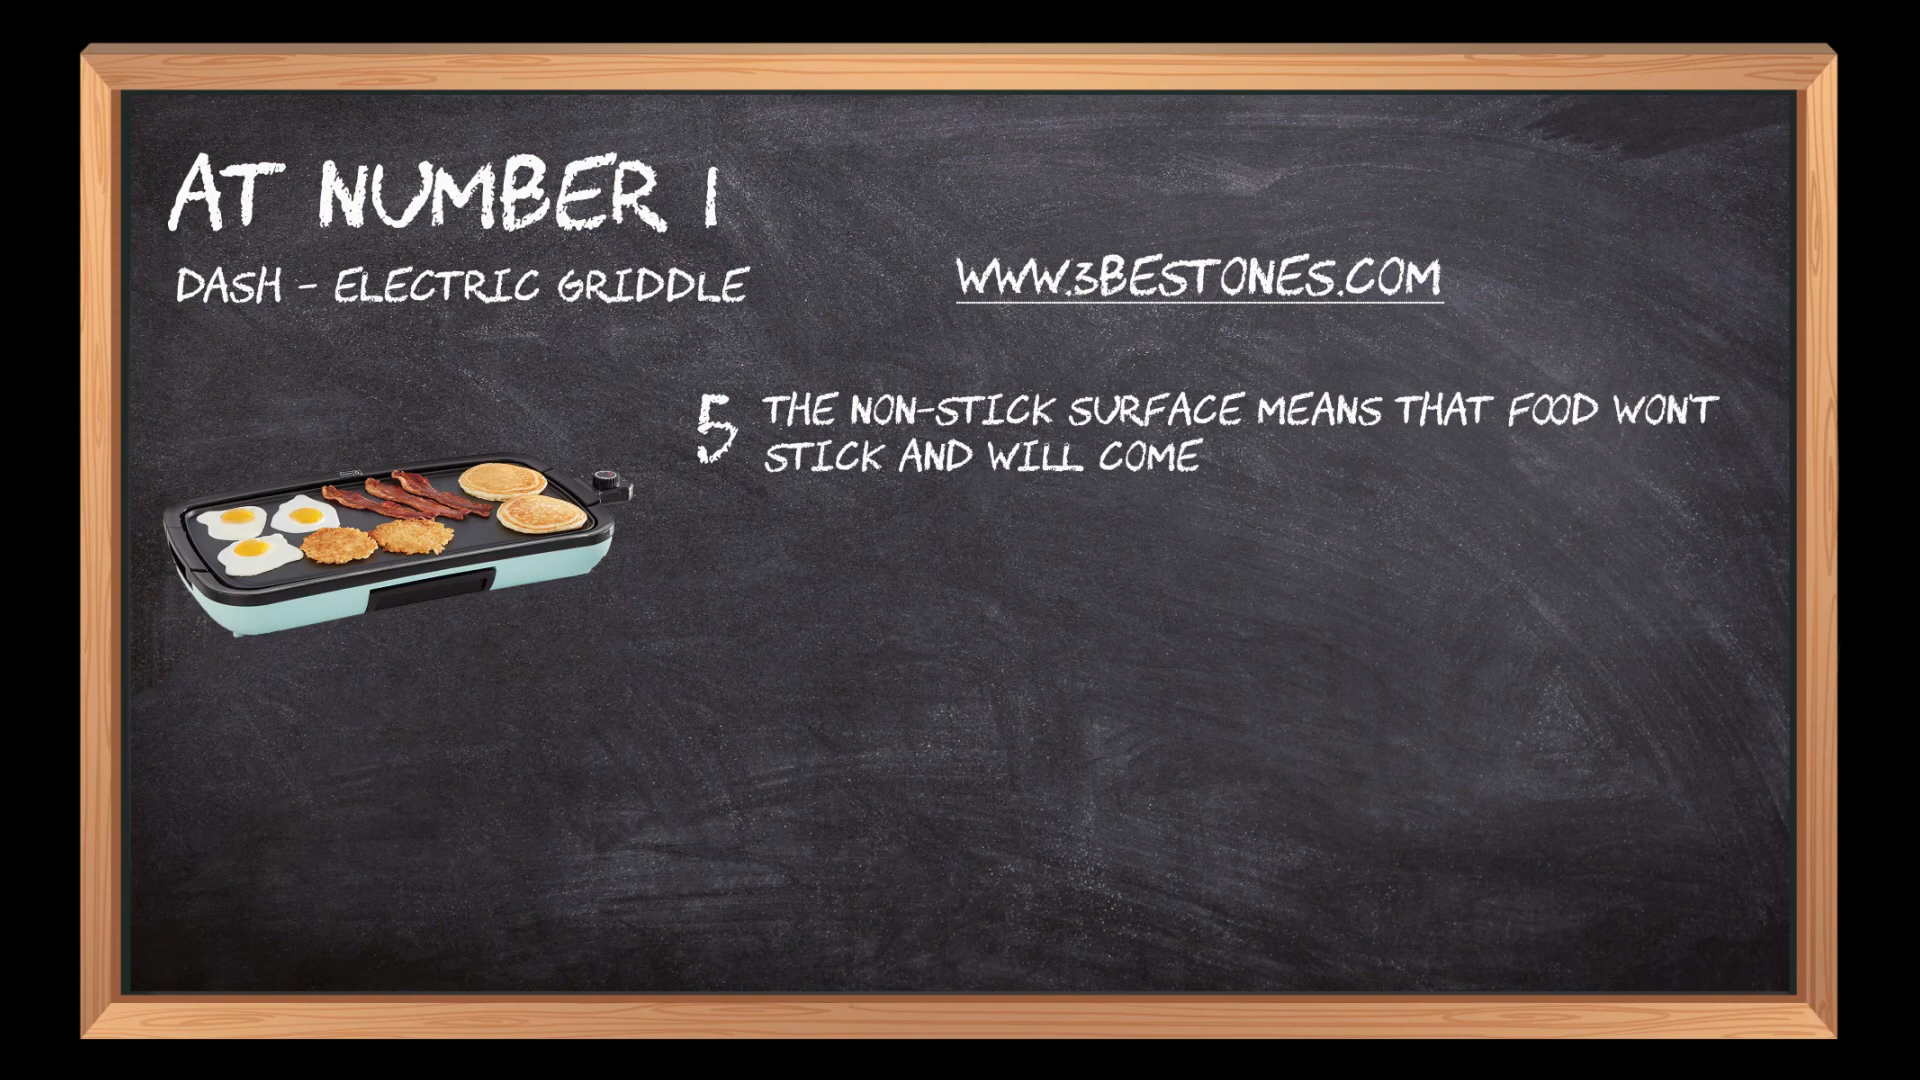 AT NUMBER 1
DASH - ELECTRIC GRIDDLE
WWW.3BESTONES.COM
5 THE NON-STICK SURFACE MEANS THAT FOOD WON'T
STICK AND WILL COME